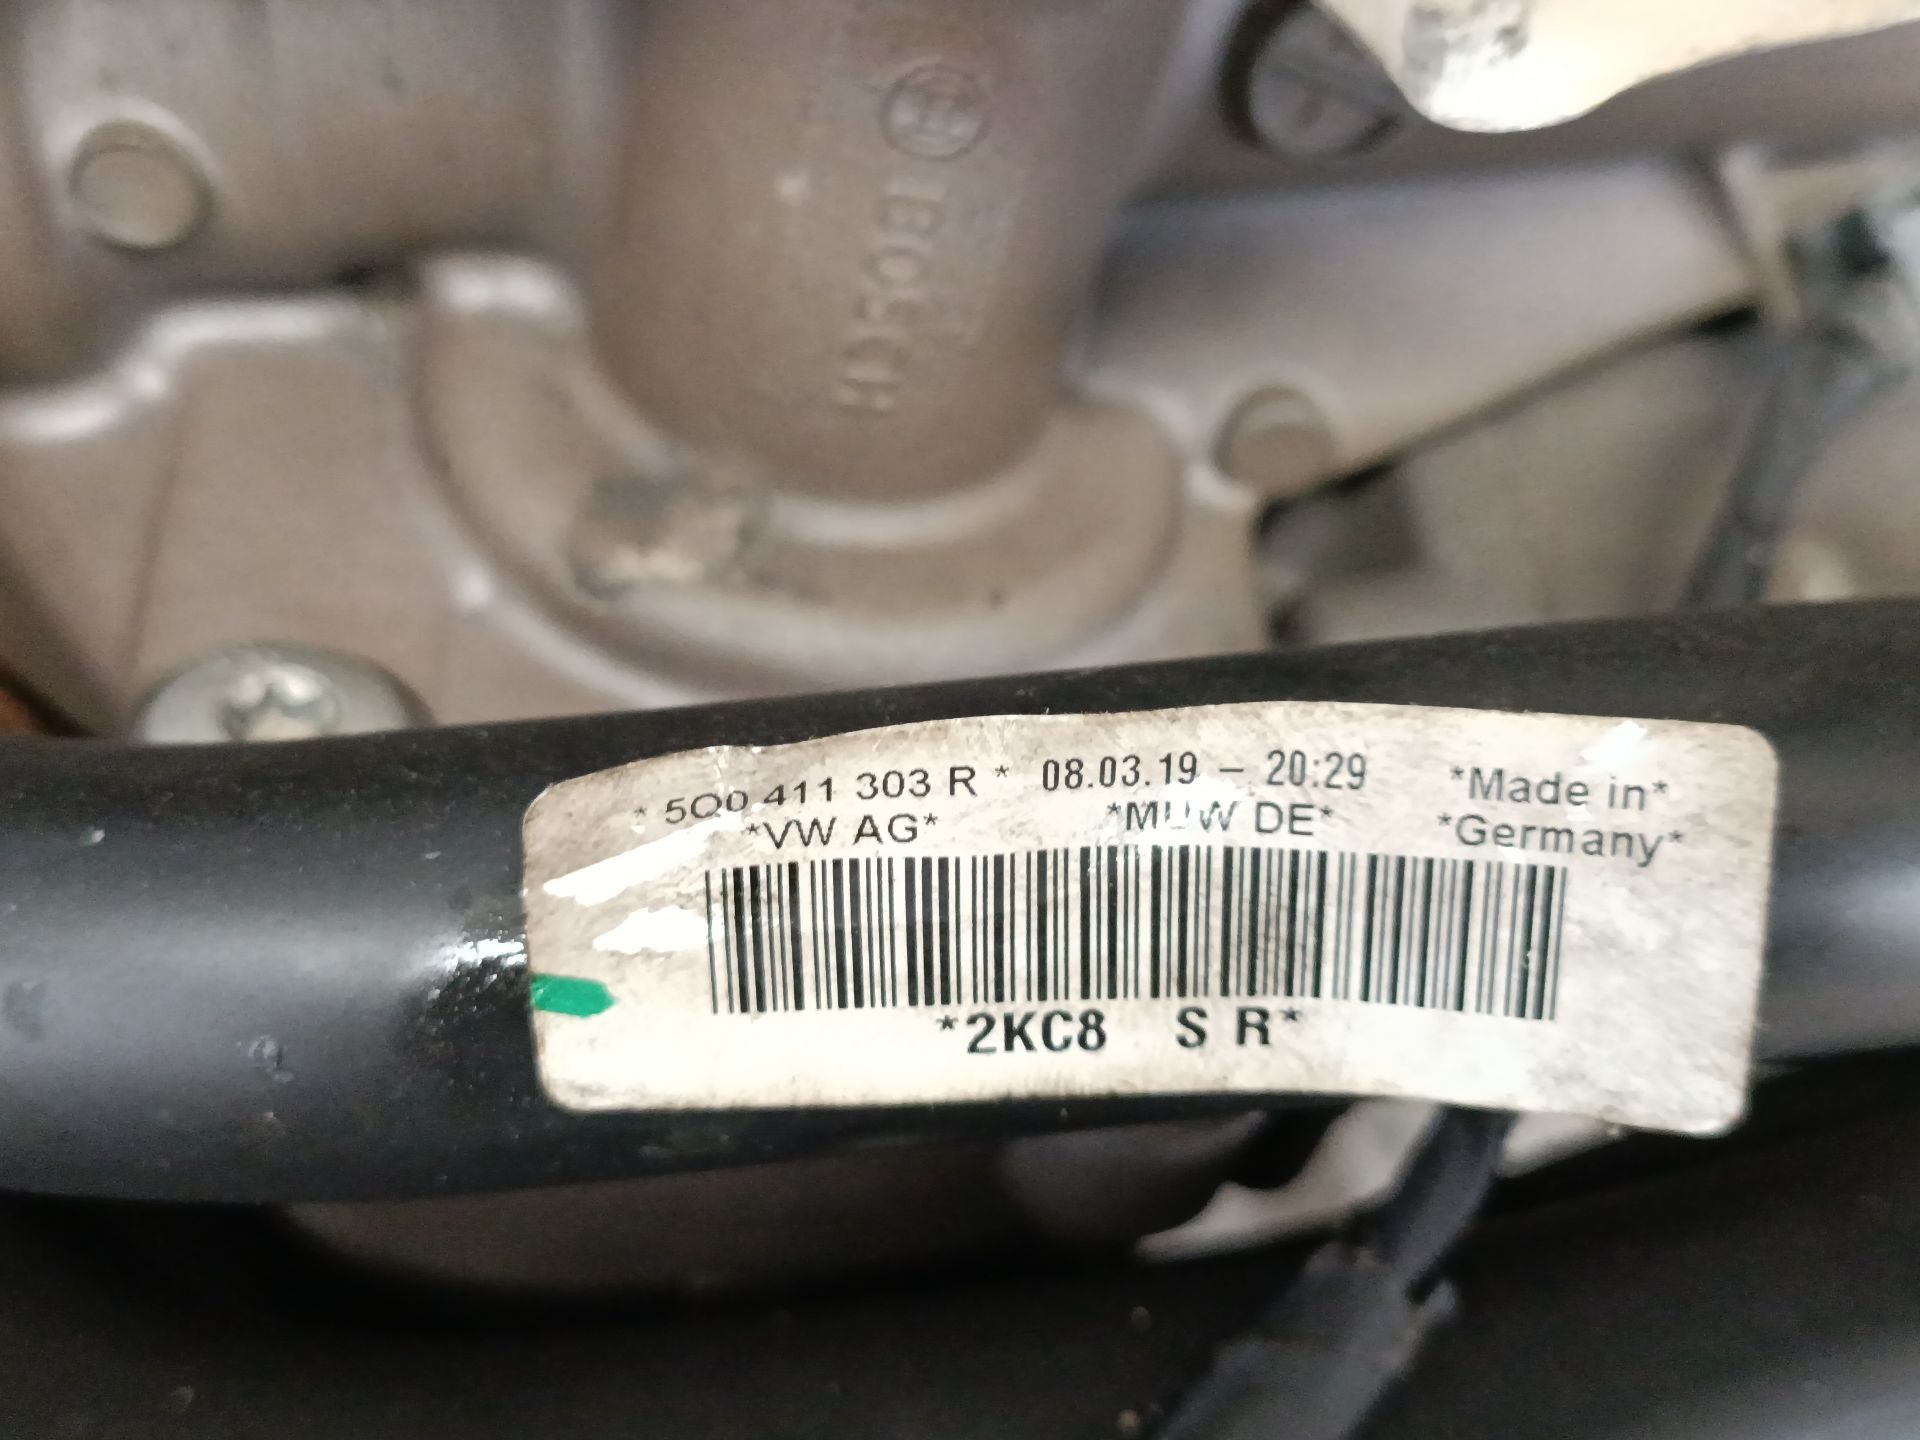 BOSCH
* 5Q0 411 303 R * 08.03.19 – 20:29 *Made in*
*VW AG* *MUW DE* *Germany*
*2KC8 S R*